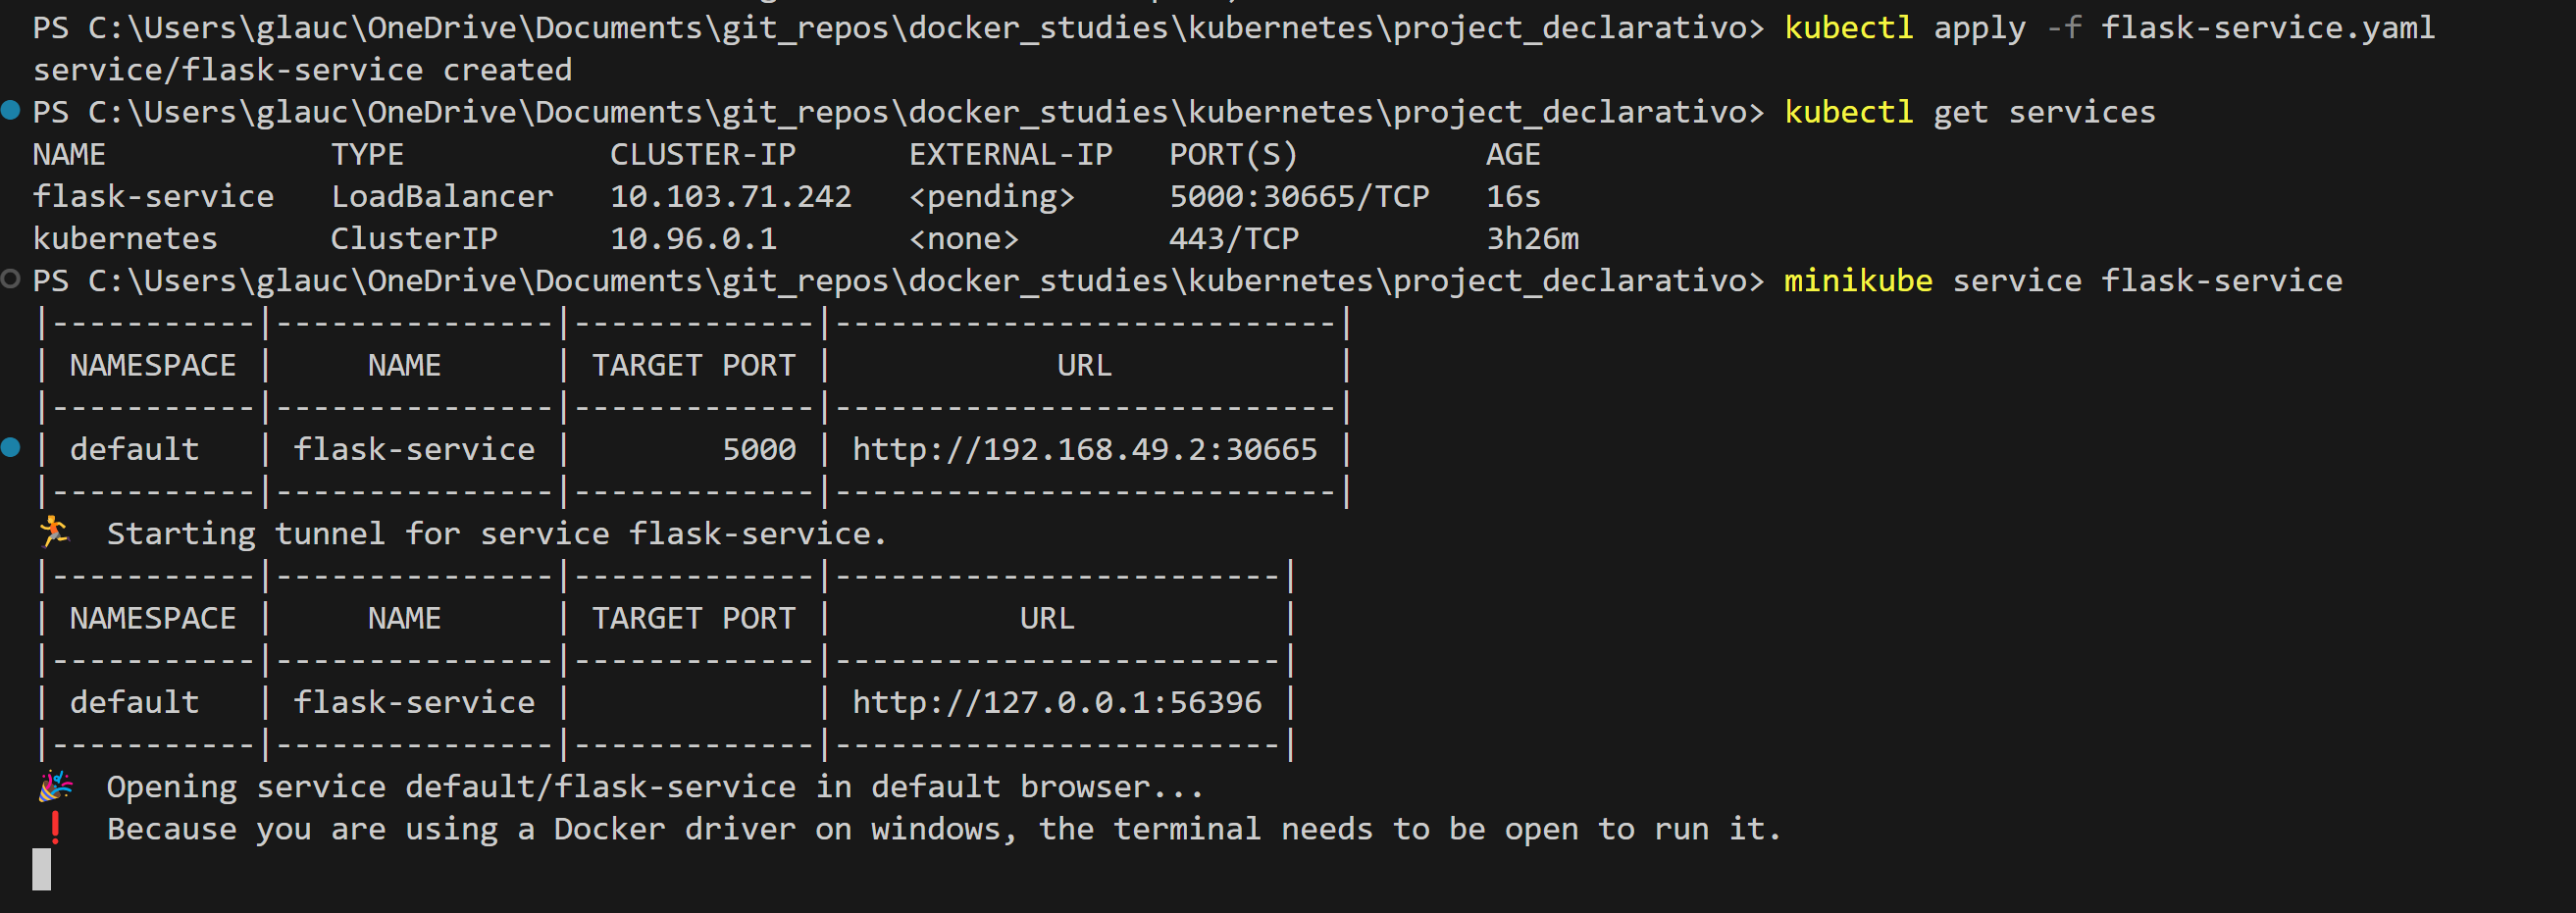 PS C:\Users\glauc\OneDrive\Documents\git_repos\docker_studies\kubernetes\project_declarativo> kubectl apply -f flask-service.yaml
service/flask-service created
PS C:\Users\glauc\OneDrive\Documents\git_repos\docker_studies\kubernetes\project_declarativo> kubectl get services
NAME            TYPE           CLUSTER-IP      EXTERNAL-IP   PORT(S)          AGE
flask-service   LoadBalancer   10.103.71.242   <pending>     5000:30665/TCP   16s
kubernetes      ClusterIP      10.96.0.1       <none>        443/TCP          3h26m
PS C:\Users\glauc\OneDrive\Documents\git_repos\docker_studies\kubernetes\project_declarativo> minikube service flask-service
|-----------|---------------|-------------|---------------------------|
| NAMESPACE |     NAME      | TARGET PORT |            URL            |
|-----------|---------------|-------------|---------------------------|
| default   | flask-service |        5000 | http://192.168.49.2:30665 |
|-----------|---------------|-------------|---------------------------|
🏃  Starting tunnel for service flask-service.
|-----------|---------------|-------------|------------------------|
| NAMESPACE |     NAME      | TARGET PORT |          URL           |
|-----------|---------------|-------------|------------------------|
| default   | flask-service |             | http://127.0.0.1:56396 |
|-----------|---------------|-------------|------------------------|
🎉  Opening service default/flask-service in default browser...
❗  Because you are using a Docker driver on windows, the terminal needs to be open to run it.